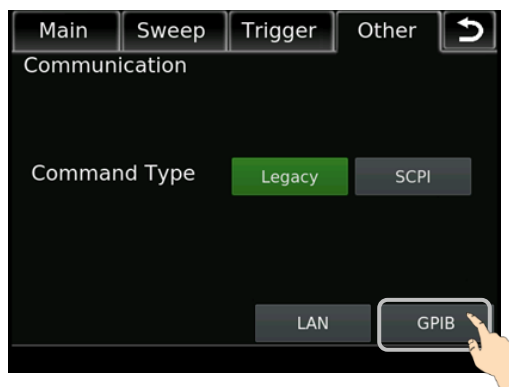 Main Sweep Trigger Other
Communication
Command Type Legacy SCPI
LAN GPIB